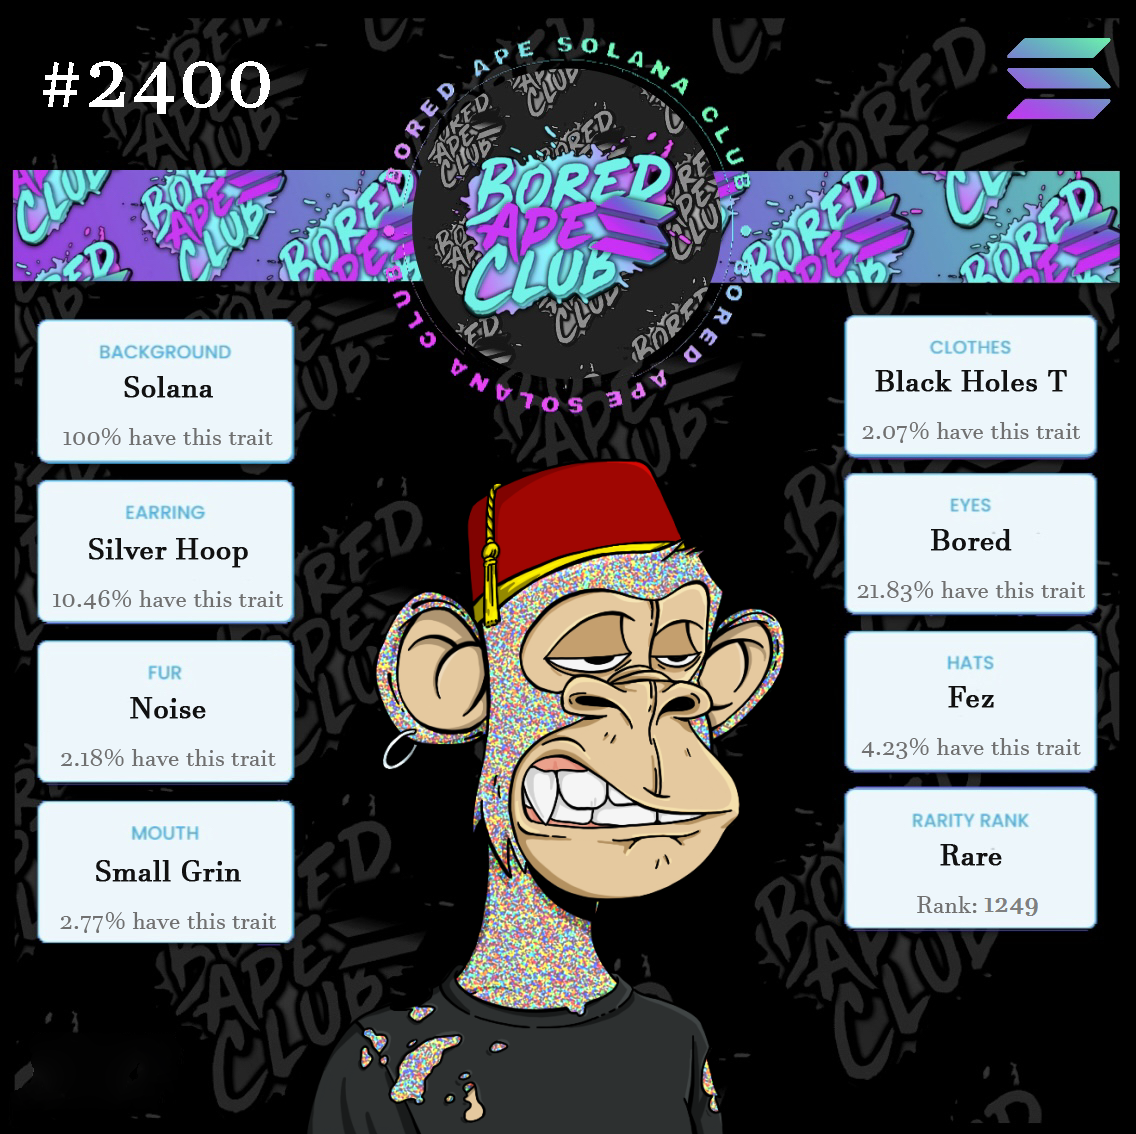 #2400
BORED APE SOLANA CLUB
BORED APE SOLANA CLUB
BORED
APE
CLUB
BACKGROUND
Solana
100% have this trait
EARRING
Silver Hoop
10.46% have this trait
FUR
Noise
2.18% have this trait
MOUTH
Small Grin
2.77% have this trait
CLOTHES
Black Holes T
2.07% have this trait
EYES
Bored
21.83% have this trait
HATS
Fez
4.23% have this trait
RARITY RANK
Rare
Rank: 1249